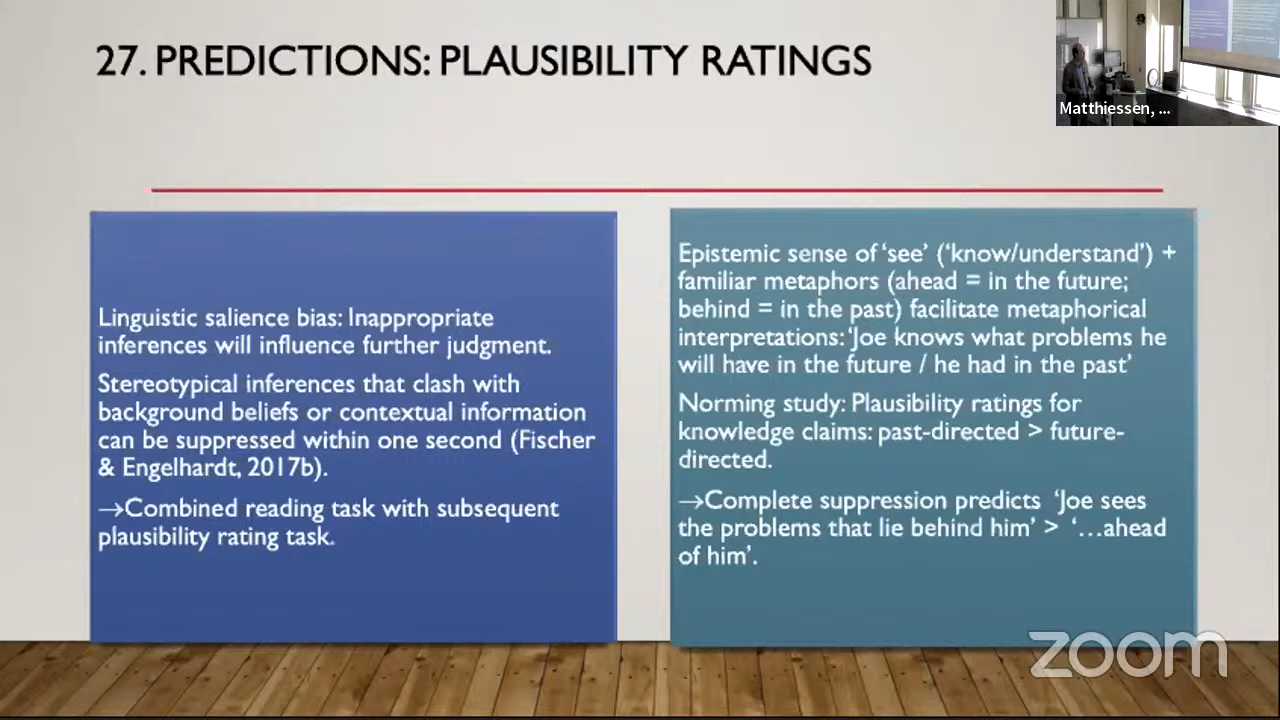 27. PREDICTIONS: PLAUSIBILITY RATINGS
Matthiessen, ...
Linguistic salience bias: Inappropriate
inferences will influence further judgment.
Stereotypical inferences that clash with
background beliefs or contextual information
can be suppressed within one second (Fischer
& Engelhardt, 2017b).
→Combined reading task with subsequent
plausibility rating task.
Epistemic sense of ‘see’ (‘know/understand’) +
familiar metaphors (ahead = in the future;
behind = in the past) facilitate metaphorical
interpretations: ‘Joe knows what problems he
will have in the future / he had in the past’
Norming study: Plausibility ratings for
knowledge claims: past-directed > future-
directed.
→Complete suppression predicts ‘Joe sees
the problems that lie behind him’ > ‘…ahead
of him’.
zoom